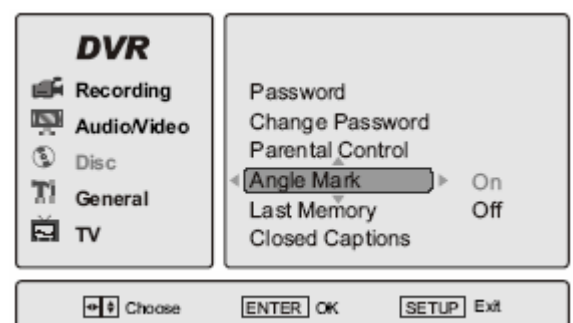 DVR
Recording
Audio/Video
Disc
General
TV
Password
Change Password
Parental Control
Angle Mark On
Last Memory Off
Closed Captions
Choose ENTER OK SETUP Exit